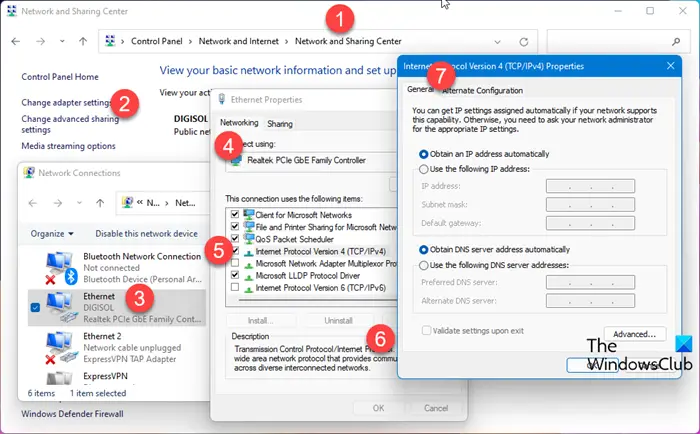 Network and Sharing Center
1
Control Panel > Network and Internet > Network and Sharing Center
Control Panel Home
Change adapter settings
2
Change advanced sharing
settings
Media streaming options
Windows Defender Firewall
View your basic network information and set up
View your
DIGISOL
Public
Network Connections
« N... > Net...
Organize
Disable this network device
Bluetooth Network Connection
Not connected
Bluetooth Device (Personal Ar...
Ethernet
3
DIGISOL
Realtek PCIe GbE Family Cont...
Ethernet 2
Network cable unplugged
ExpressVPN TAP Adapter
ExpressVPN
6 items
1 item selected
Ethernet Properties
Networking
Sharing
4
using:
Realtek PCIe GbE Family Controller
This connection uses the following items:
Client for Microsoft Networks
File and Printer Sharing for Microsoft Netwo
QoS Packet Scheduler
5
Internet Protocol Version 4 (TCP/IPv4)
Microsoft Network Adapter Multiplexor Pro
Microsoft LLDP Protocol Driver
Internet Protocol Version 6 (TCP/IPv6)
Install...
Uninstall
6
Description
Transmission Control Protocol/Internet
wide area network protocol that provides
across diverse interconnected networks.
OK
Cancel
Internet Protocol Version 4 (TCP/IPv4) Properties
7
General
Alternate Configuration
You can get IP settings assigned automatically if your network supports
this capability. Otherwise, you need to ask your network administrator
for the appropriate IP settings.
Obtain an IP address automatically
Use the following IP address:
IP address:
Subnet mask:
Default gateway:
Obtain DNS server address automatically
Use the following DNS server addresses:
Preferred DNS server:
Alternate DNS server:
Validate settings upon exit
Advanced...
The
WindowsClub